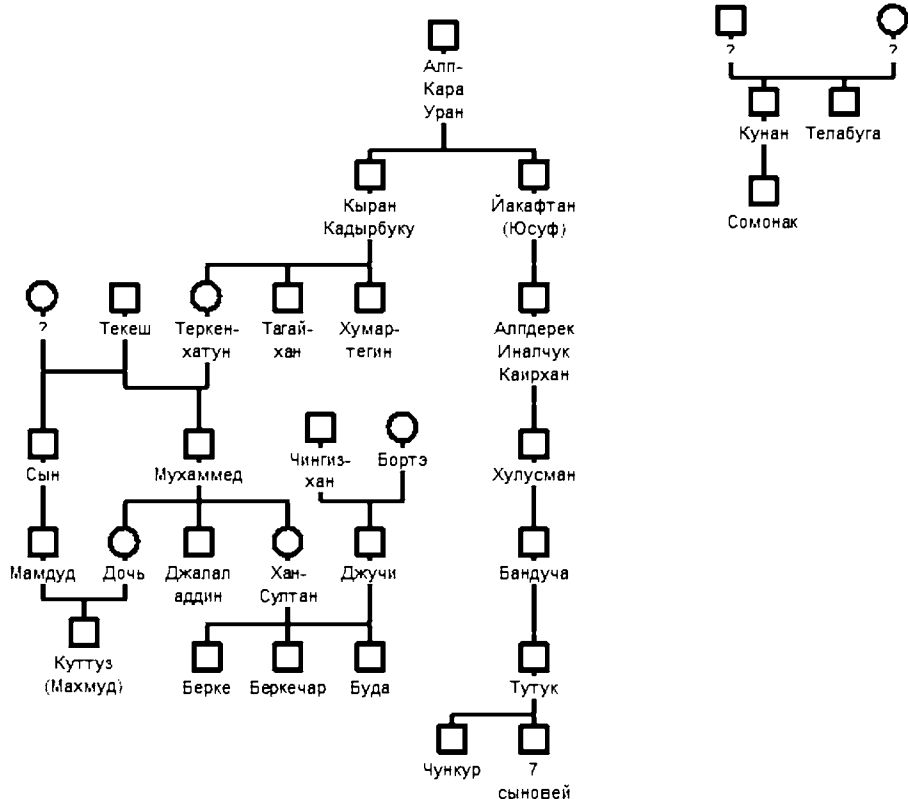 Алп-
Кара
Уран
?
?
Кунан
Телабуга
Сомонак
Кыран
Кадырбуку
Йакафтан
(Юсуф)
?
Текеш
Теркен-
хатун
Тагай-
хан
Хумар-
тегин
Алпдерек
Иналчук
Каирхан
Сын
Мухаммед
Чингиз-
хан
Бортэ
Хулусман
Мамдуд
Дочь
Джалал
аддин
Хан-
Султан
Джучи
Бандуча
Куттуз
(Махмуд)
Берке
Беркечар
Буда
Тутук
Чункур
7
сыновей